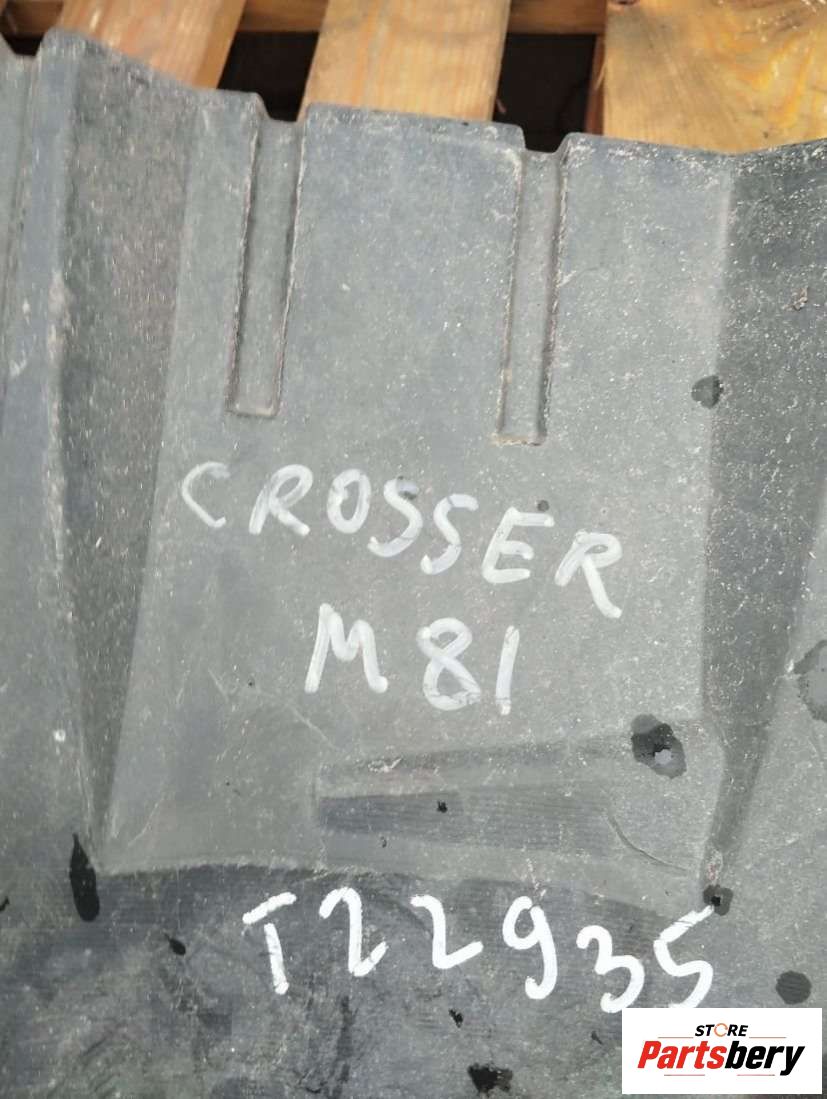 CROSSER
M81
T22935
STORE
Partsbery